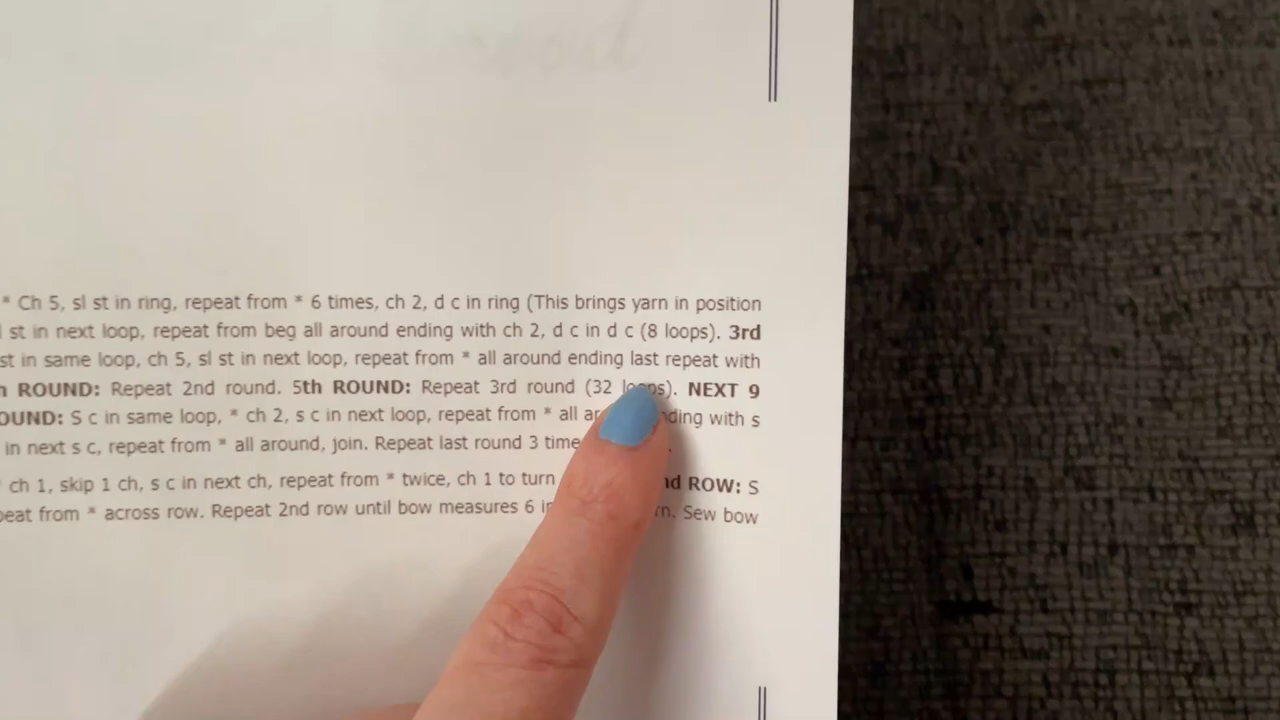 * Ch 5, sl st in ring, repeat from * 6 times, ch 2, d c in ring (This brings yarn in position
st in next loop, repeat from beg all around ending with ch 2, d c in d c (8 loops). 3rd
st in same loop, ch 5, sl st in next loop, repeat from * all around ending last repeat with
ROUND: Repeat 2nd round. 5th ROUND: Repeat 3rd round (32 loops). NEXT 9
S c in same loop, * ch 2, s c in next loop, repeat from * all ending with s
in next s c, repeat from * all around, join. Repeat last round 3
ch 1, skip 1 ch, s c in next ch, repeat from * twice, ch 1 to turn ROW: S
from * across row. Repeat 2nd row until bow measures 6 Sew bow